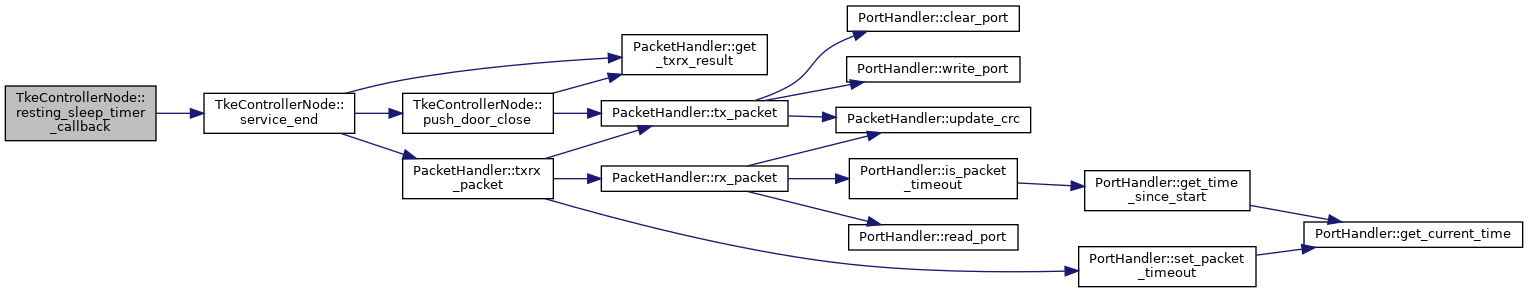 TkeControllerNode::
resting_sleep_timer
_callback
TkeControllerNode::
service_end
PacketHandler::get
_txrx_result
TkeControllerNode::
push_door_close
PacketHandler::txrx
_packet
PacketHandler::tx_packet
PacketHandler::rx_packet
PortHandler::clear_port
PortHandler::write_port
PacketHandler::update_crc
PortHandler::is_packet
_timeout
PortHandler::read_port
PortHandler::get_time
_since_start
PortHandler::set_packet
_timeout
PortHandler::get_current_time